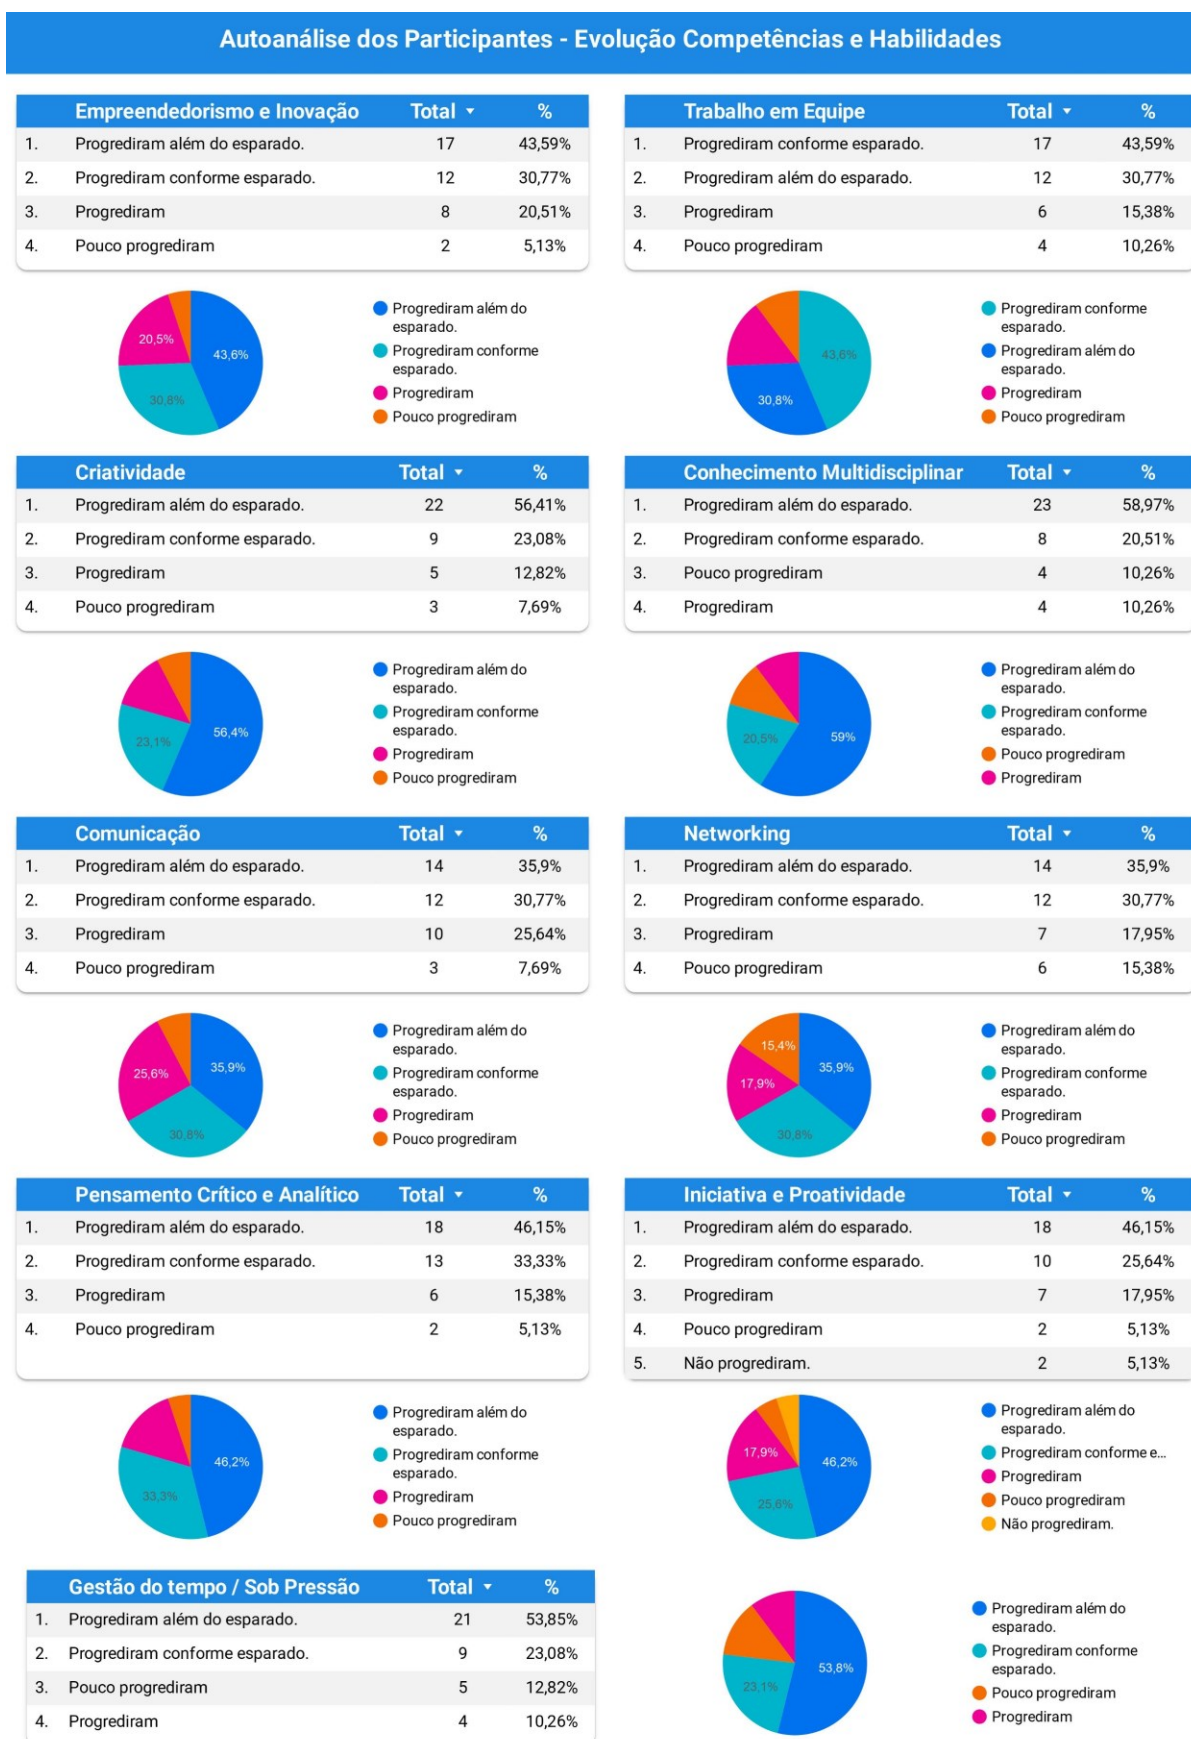 Autoanálise dos Participantes - Evolução Competências e Habilidades
Empreendedorismo e Inovação Total %
1. Progrediram além do esparado. 17 43,59%
2. Progrediram conforme esparado. 12 30,77%
3. Progrediram 8 20,51%
4. Pouco progrediram 2 5,13%
20,5%
43,6%
30,8%
Progrediram além do
esparado.
Progrediram conforme
esparado.
Progrediram
Pouco progrediram
Trabalho em Equipe Total %
1. Progrediram conforme esparado. 17 43,59%
2. Progrediram além do esparado. 12 30,77%
3. Progrediram 6 15,38%
4. Pouco progrediram 4 10,26%
43,6%
30,8%
Progrediram conforme
esparado.
Progrediram além do
esparado.
Progrediram
Pouco progrediram
Criatividade Total %
1. Progrediram além do esparado. 22 56,41%
2. Progrediram conforme esparado. 9 23,08%
3. Progrediram 5 12,82%
4. Pouco progrediram 3 7,69%
56,4%
23,1%
Progrediram além do
esparado.
Progrediram conforme
esparado.
Progrediram
Pouco progrediram
Conhecimento Multidisciplinar Total %
1. Progrediram além do esparado. 23 58,97%
2. Progrediram conforme esparado. 8 20,51%
3. Pouco progrediram 4 10,26%
4. Progrediram 4 10,26%
20,5%
59%
Progrediram além do
esparado.
Progrediram conforme
esparado.
Pouco progrediram
Progrediram
Comunicação Total %
1. Progrediram além do esparado. 14 35,9%
2. Progrediram conforme esparado. 12 30,77%
3. Progrediram 10 25,64%
4. Pouco progrediram 3 7,69%
25,6%
35,9%
30,8%
Progrediram além do
esparado.
Progrediram conforme
esparado.
Progrediram
Pouco progrediram
Networking Total %
1. Progrediram além do esparado. 14 35,9%
2. Progrediram conforme esparado. 12 30,77%
3. Progrediram 7 17,95%
4. Pouco progrediram 6 15,38%
15,4%
35,9%
17,9%
30,8%
Progrediram além do
esparado.
Progrediram conforme
esparado.
Progrediram
Pouco progrediram
Pensamento Crítico e Analítico Total %
1. Progrediram além do esparado. 18 46,15%
2. Progrediram conforme esparado. 13 33,33%
3. Progrediram 6 15,38%
4. Pouco progrediram 2 5,13%
46,2%
33,3%
Progrediram além do
esparado.
Progrediram conforme
esparado.
Progrediram
Pouco progrediram
Iniciativa e Proatividade Total %
1. Progrediram além do esparado. 18 46,15%
2. Progrediram conforme esparado. 10 25,64%
3. Progrediram 7 17,95%
4. Pouco progrediram 2 5,13%
5. Não progrediram. 2 5,13%
17,9%
46,2%
25,6%
Progrediram além do
esparado.
Progrediram conforme e...
Progrediram
Pouco progrediram
Não progrediram.
Gestão do tempo / Sob Pressão Total %
1. Progrediram além do esparado. 21 53,85%
2. Progrediram conforme esparado. 9 23,08%
3. Pouco progrediram 5 12,82%
4. Progrediram 4 10,26%
53,8%
23,1%
Progrediram além do
esparado.
Progrediram conforme
esparado.
Pouco progrediram
Progrediram